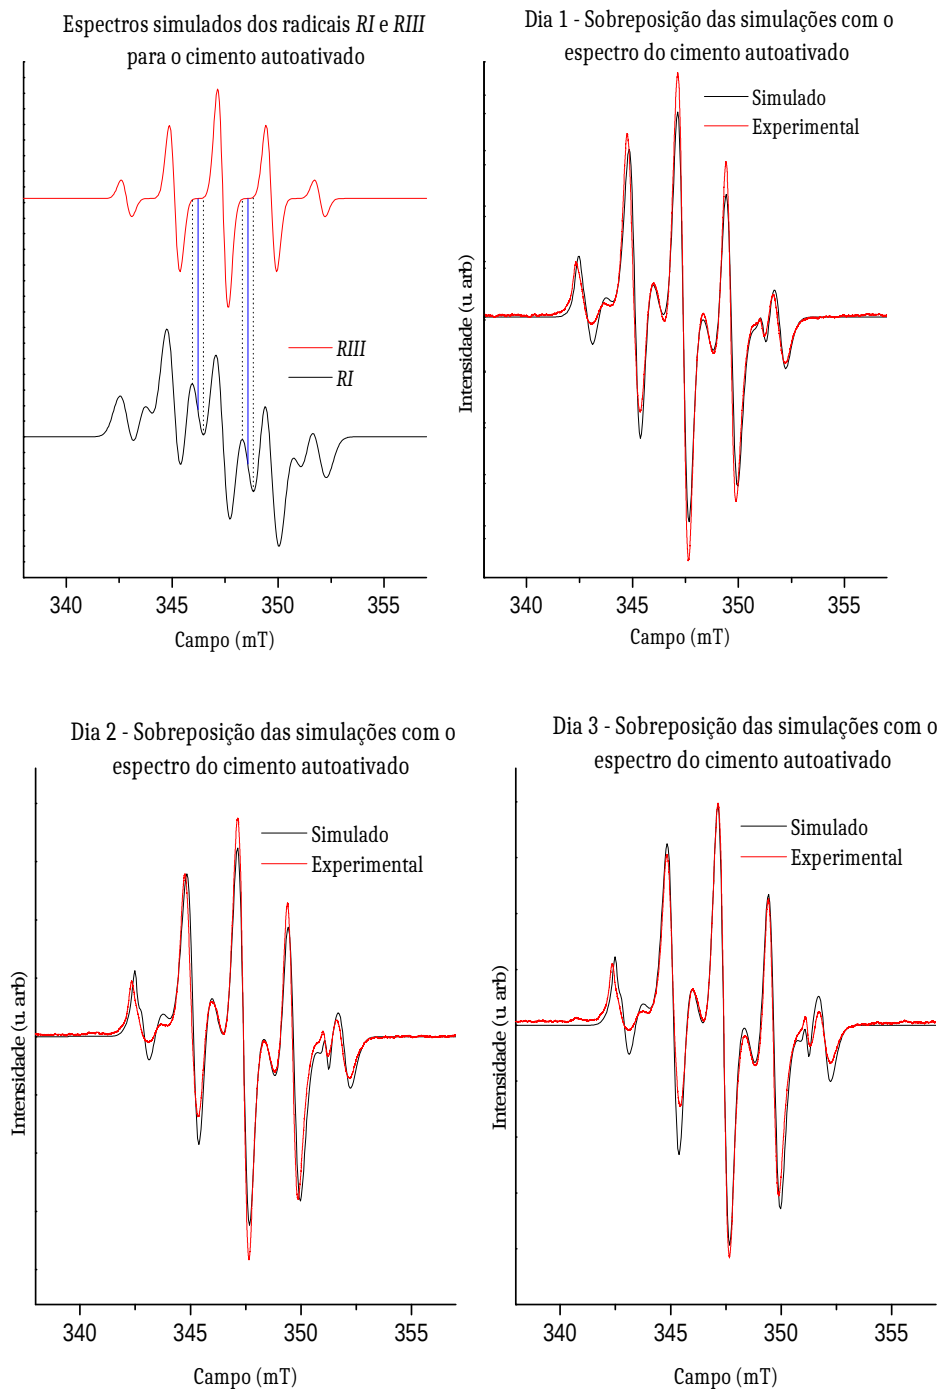 Espectros simulados dos radicais RI e RIII
para o cimento autoativado
RIII
RI
340 345 350 355
Campo (mT)
Dia 1 - Sobreposição das simulações com o
espectro do cimento autoativado
Simulado
Experimental
Intensidade (u. arb)
340 345 350 355
Campo (mT)
Dia 2 - Sobreposição das simulações com o
espectro do cimento autoativado
Simulado
Experimental
Intensidade (u. arb)
340 345 350 355
Campo (mT)
Dia 3 - Sobreposição das simulações com o
espectro do cimento autoativado
Simulado
Experimental
Intensidade (u. arb)
340 345 350 355
Campo (mT)